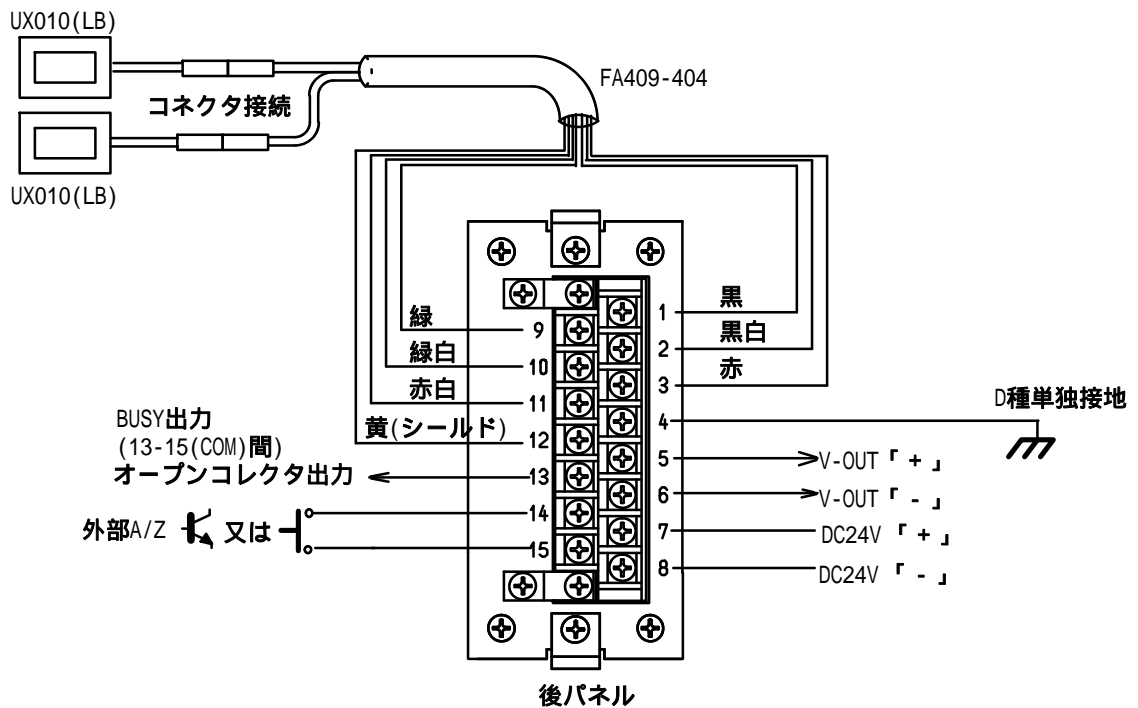 UX010(LB)
FA409-404
コネクタ接続
UX010(LB)
緑
9
緑白
10
赤白
11
黄(シールド)
12
BUSY出力
(13-15(COM)間)
オープンコレクタ出力
13
外部A/Z 又は
14
15
黒
1
黒白
2
赤
3
D種単独接地
4
5
V-OUT「 + 」
6
V-OUT「 - 」
7
DC24V「 + 」
8
DC24V「 - 」
後パネル